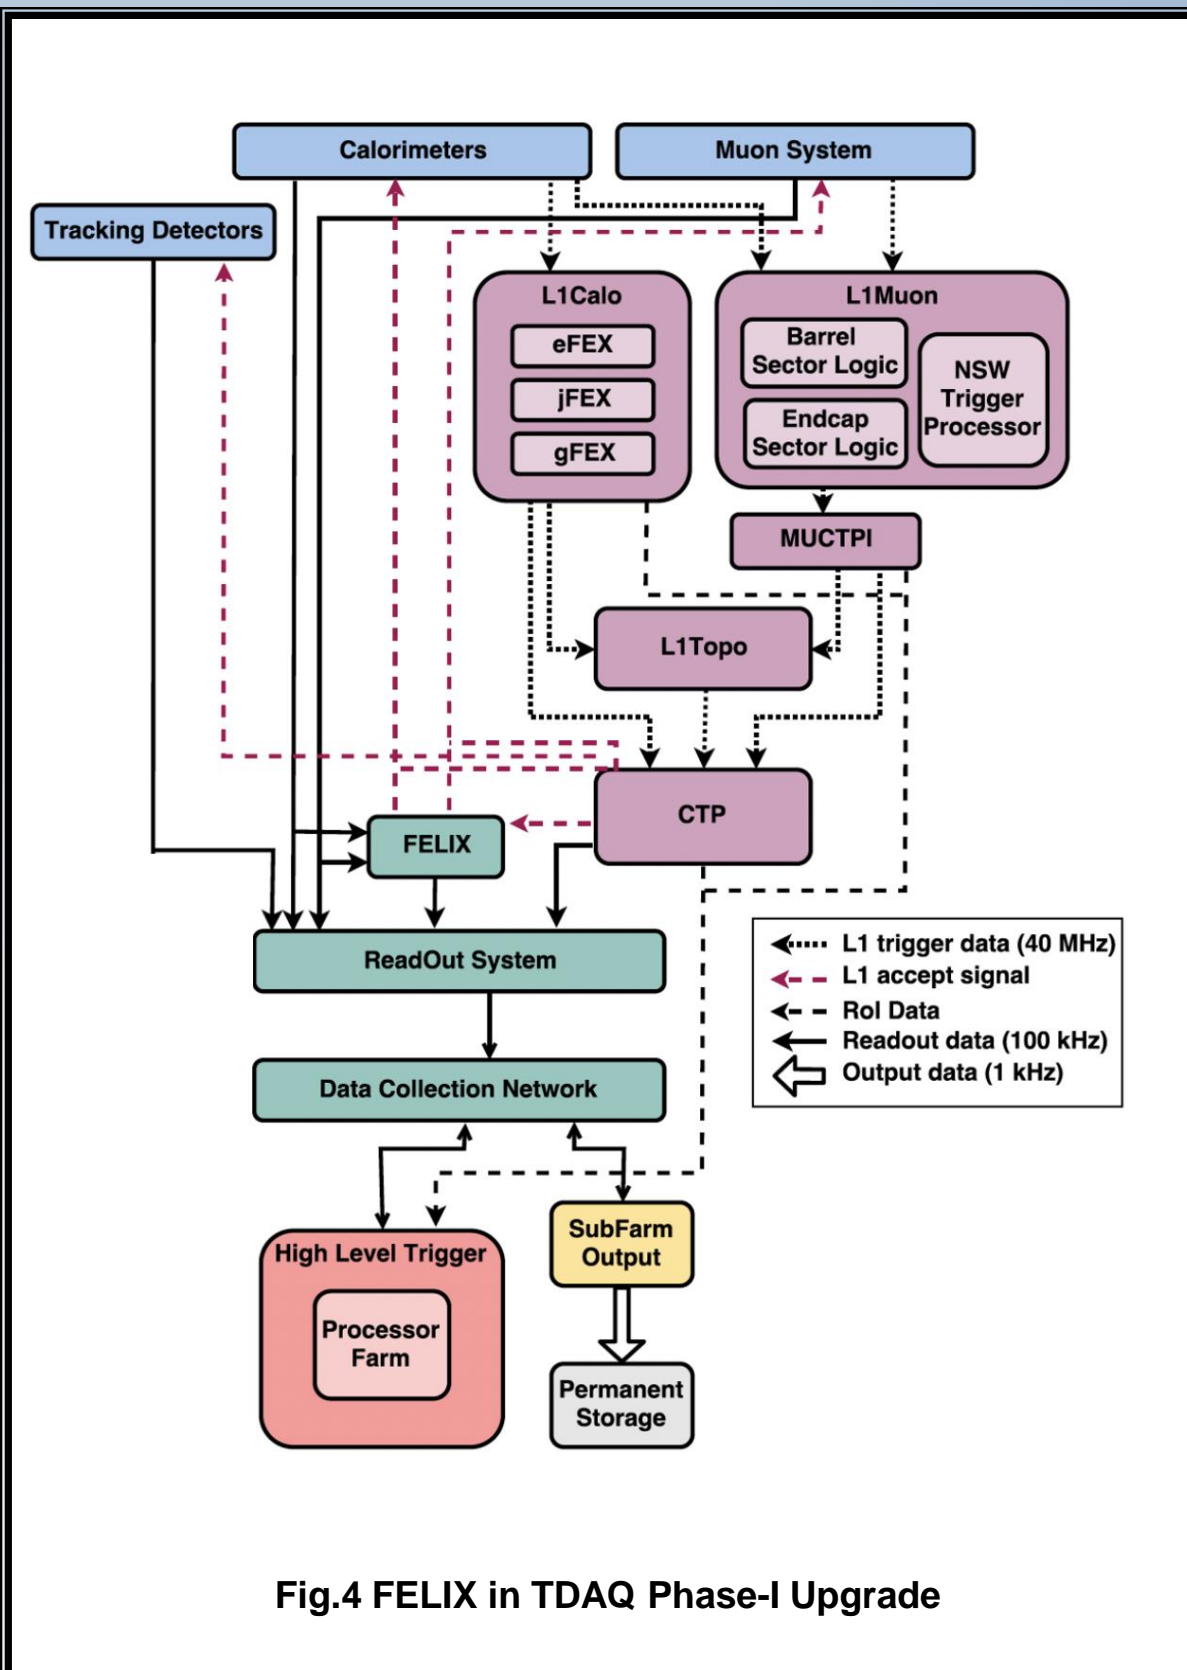 Calorimeters
Muon System
Tracking Detectors
L1Calo
eFEX
jFEX
gFEX
L1Muon
Barrel
Sector Logic
Endcap
Sector Logic
NSW
Trigger
Processor
MUCTPI
L1Topo
CTP
FELIX
ReadOut System
Data Collection Network
L1 trigger data (40 MHz)
L1 accept signal
RoI Data
Readout data (100 kHz)
Output data (1 kHz)
High Level Trigger
Processor
Farm
SubFarm
Output
Permanent
Storage
Fig.4 FELIX in TDAQ Phase-I Upgrade